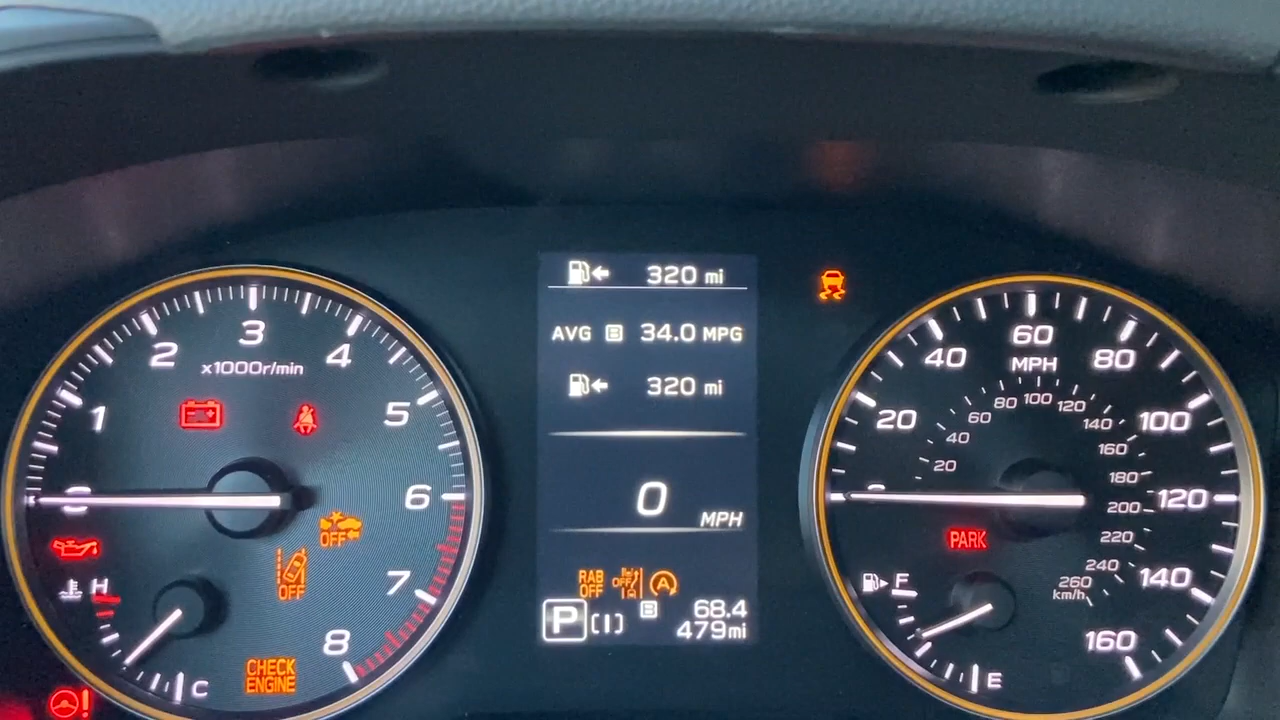 320 mi
AVG B 34.0 MPG
320 mi
0
MPH
RAB
OFF
OFF
A
P
B
68.4
479mi
0
1
2
3
4
5
6
7
8
x1000r/min
OFF
OFF
H
C
CHECK
ENGINE
20
40
60
80
100
120
140
160
MPH
20
40
60
80
100
120
140
160
180
200
220
240
260
km/h
PARK
F
E